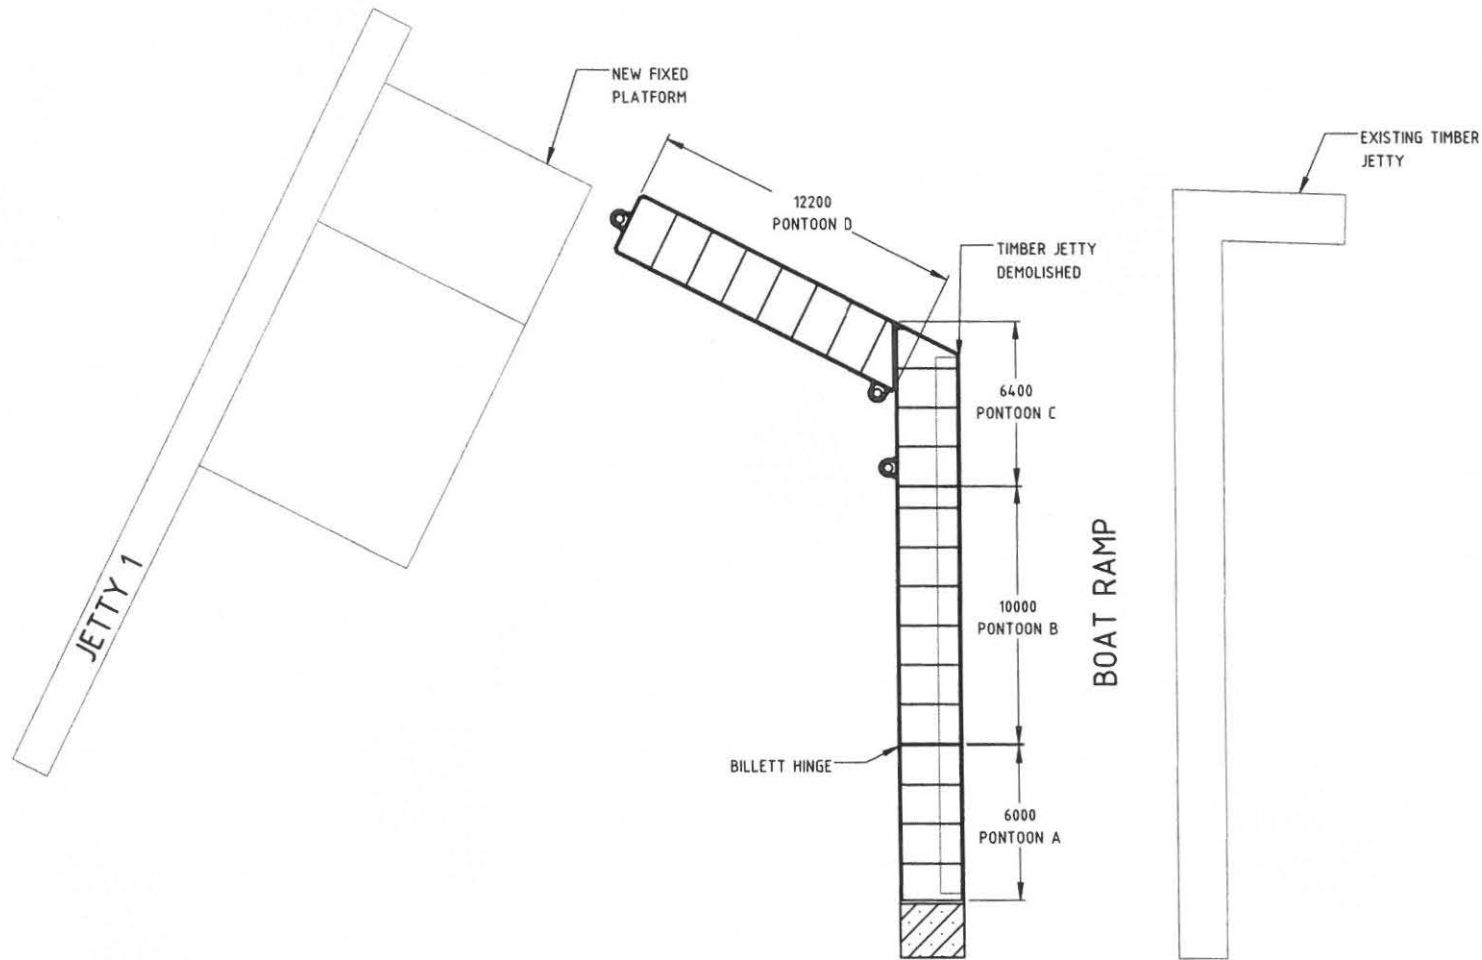 NEW FIXED
PLATFORM
EXISTING TIMBER
JETTY
12200
PONTOON D
TIMBER JETTY
DEMOLISHED
6400
PONTOON C
JETTY 1
BOAT RAMP
10000
PONTOON B
BILLETT HINGE
6000
PONTOON A